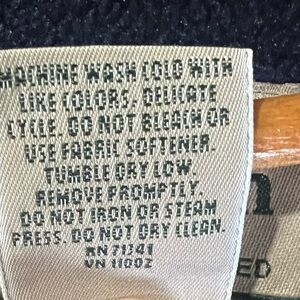 MACHINE WASH COLD WITH
LIKE COLORS. DELICATE
CYCLE. DO NOT BLEACH OR
USE FABRIC SOFTENER.
TUMBLE DRY LOW.
REMOVE PROMPTLY.
DO NOT IRON OR STEAM
PRESS. DO NOT DRY CLEAN.
RN 71341
VN 11002
n
ED